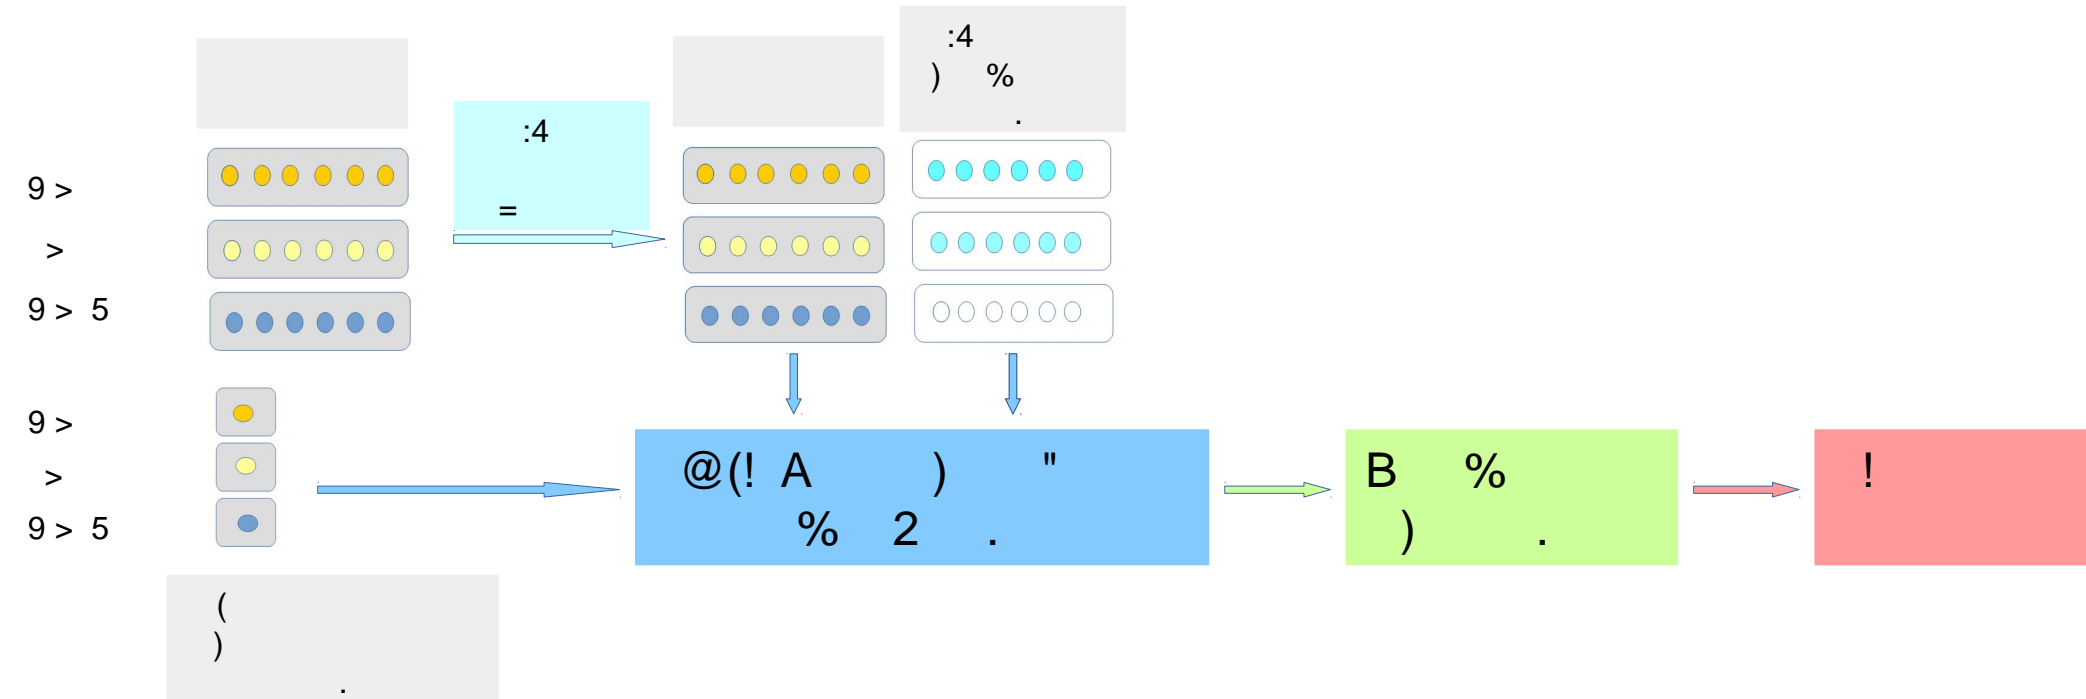 :4
) %
.
:4
=
9 >
>
9 > 5
9 >
>
9 > 5
@(! A ) "
% 2 .
B %
) .
!
(
)
.